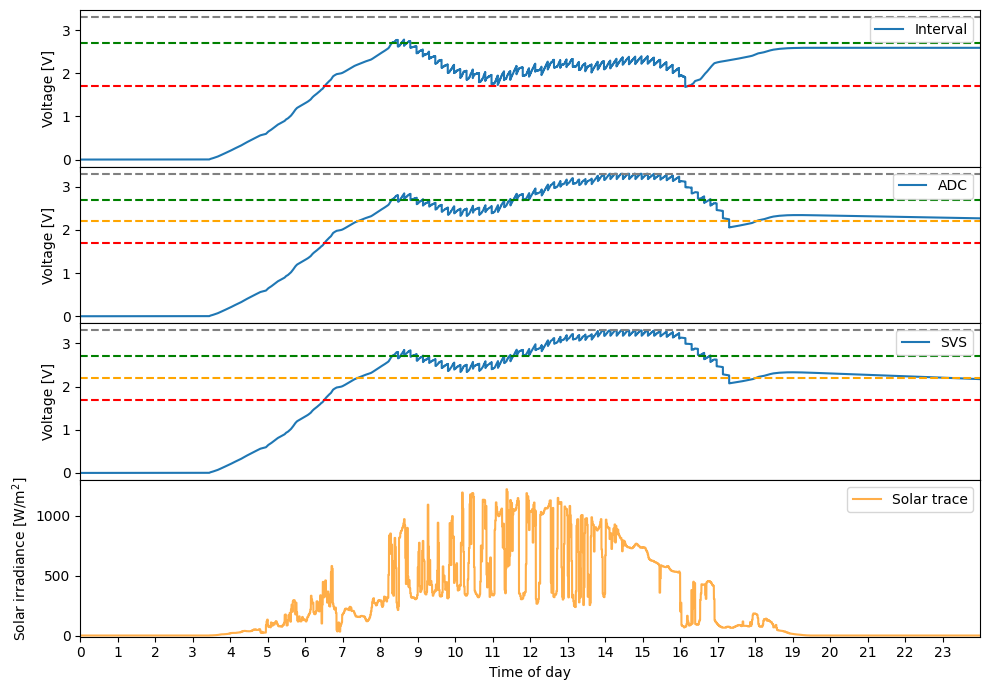 Voltage [V]
3
2
1
0
Interval
Voltage [V]
3
2
1
0
ADC
Voltage [V]
3
2
1
0
SVS
Solar irradiance [W/m²]
1000
500
0
Solar trace
0 1 2 3 4 5 6 7 8 9 10 11 12 13 14 15 16 17 18 19 20 21 22 23
Time of day